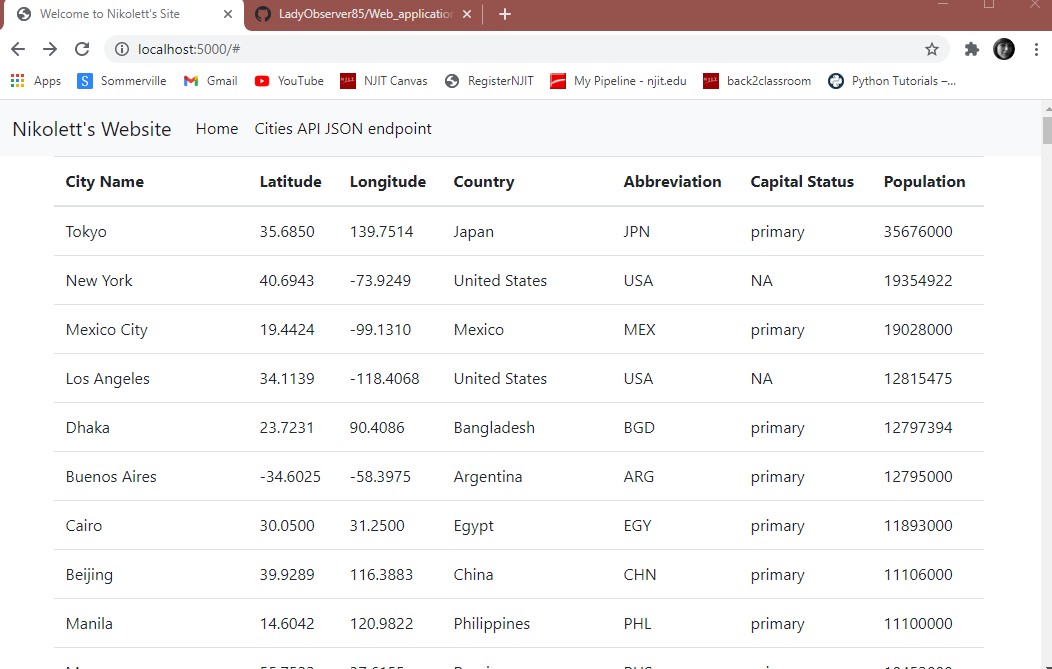 Welcome to Nikolett's Site
LadyObserver85/Web_application
localhost:5000/#
Apps Sommerville Gmail YouTube NJIT Canvas RegisterNJIT My Pipeline - njit.edu back2classroom Python Tutorials –...
Nikolett's Website Home Cities API JSON endpoint
City Name Latitude Longitude Country Abbreviation Capital Status Population
Tokyo 35.6850 139.7514 Japan JPN primary 35676000
New York 40.6943 -73.9249 United States USA NA 19354922
Mexico City 19.4424 -99.1310 Mexico MEX primary 19028000
Los Angeles 34.1139 -118.4068 United States USA NA 12815475
Dhaka 23.7231 90.4086 Bangladesh BGD primary 12797394
Buenos Aires -34.6025 -58.3975 Argentina ARG primary 12795000
Cairo 30.0500 31.2500 Egypt EGY primary 11893000
Beijing 39.9289 116.3883 China CHN primary 11106000
Manila 14.6042 120.9822 Philippines PHL primary 11100000